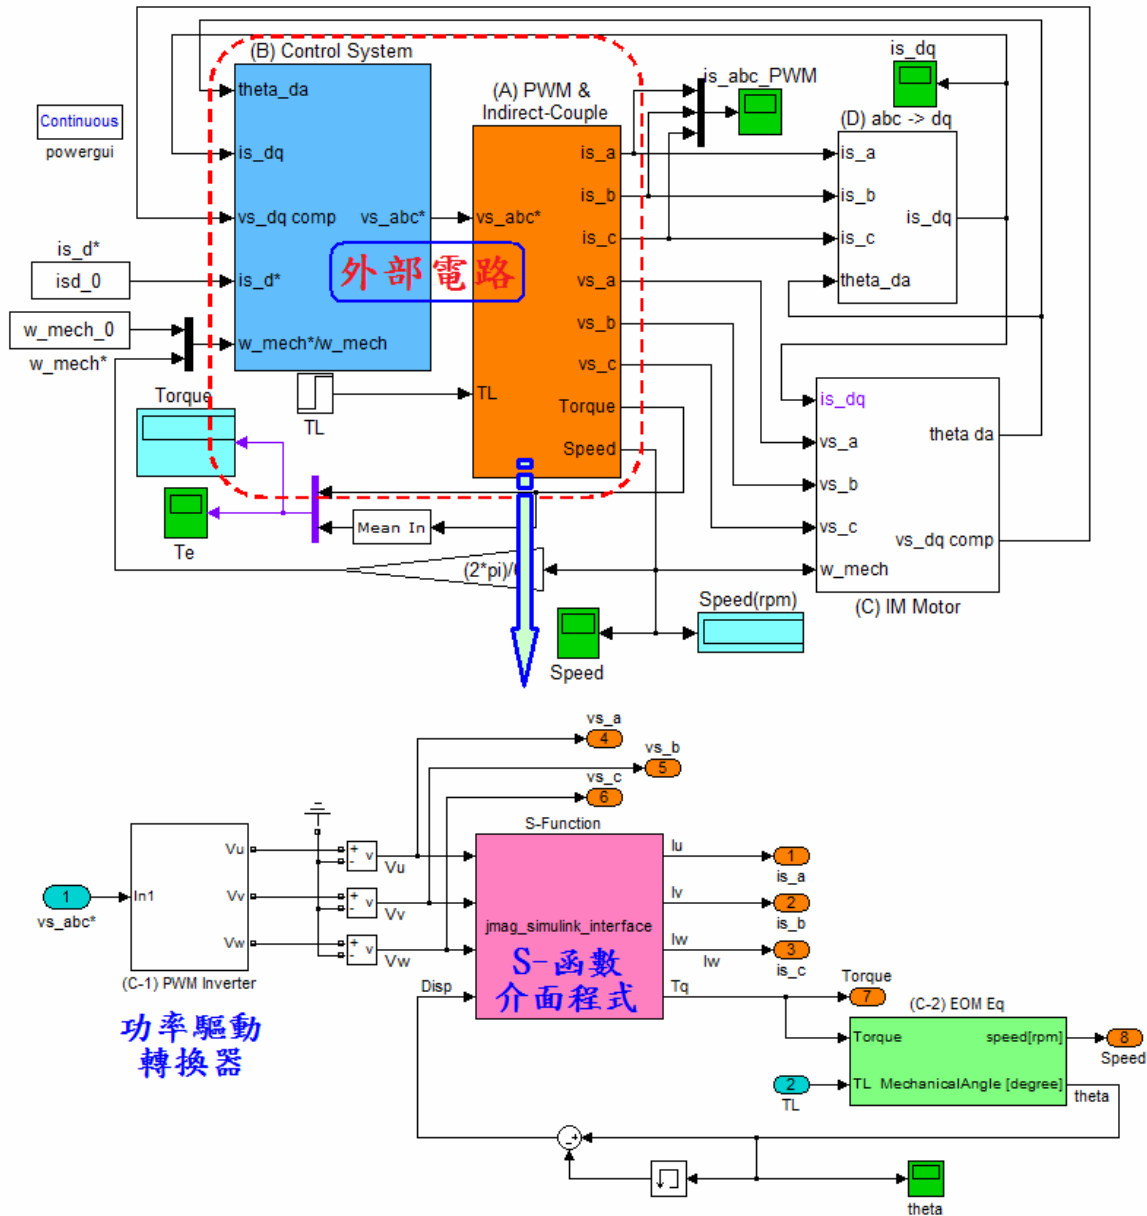 (B) Control System
theta_da
is_dq
vs_dq comp
is_d*
w_mech*/w_mech
vs_abc*
Continuous
powergui
is_d*
isd_0
w_mech_0
w_mech*
Torque
Te
TL
Mean In
(2*pi)/
(A) PWM &
Indirect-Couple
vs_abc*
TL
is_a
is_b
is_c
vs_a
vs_b
vs_c
Torque
Speed
外部電路
is_abc_PWM
is_dq
(D) abc -> dq
is_a
is_b
is_c
theta_da
is_dq
is_dq
vs_a
vs_b
vs_c
w_mech
theta da
vs_dq comp
(C) IM Motor
Speed(rpm)
Speed
vs_a
4
vs_b
5
vs_c
6
S-Function
1
vs_abc*
In1
Vu
Vv
Vw
(C-1) PWM Inverter
功率驅動
轉換器
+
-
v
Vu
+
-
v
Vv
+
-
v
Vw
Disp
jmag_simulink_interface
S-函數
介面程式
Iu
Iv
Iw
Iw
Tq
1
is_a
2
is_b
3
is_c
Torque
7
(C-2) EOM Eq
Torque
speed[rpm]
TL
MechanicalAngle [degree]
2
TL
8
Speed
theta
theta